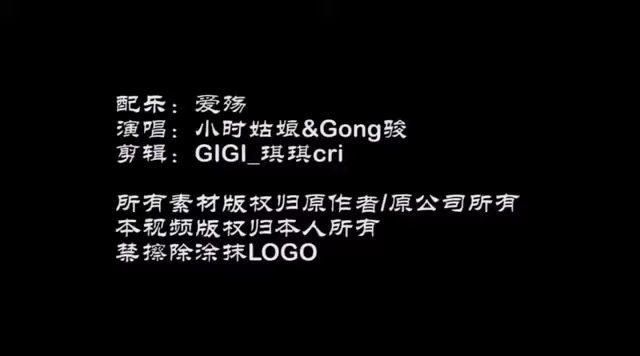 配乐：爱殇
演唱：小时姑娘&Gong骏
剪辑：GIGI_琪琪cri
所有素材版权归原作者/原公司所有
本视频版权归本人所有
禁擦除涂抹LOGO